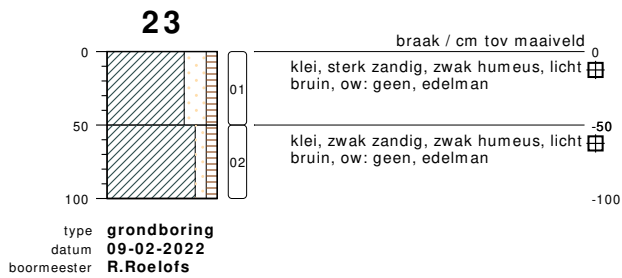 23
braak / cm tov maaiveld
0
0
klei, sterk zandig, zwak humeus, licht
bruin, ow: geen, edelman
01
50
-50
klei, zwak zandig, zwak humeus, licht
bruin, ow: geen, edelman
02
100
-100
type grondboring
datum 09-02-2022
boormeester R.Roelofs